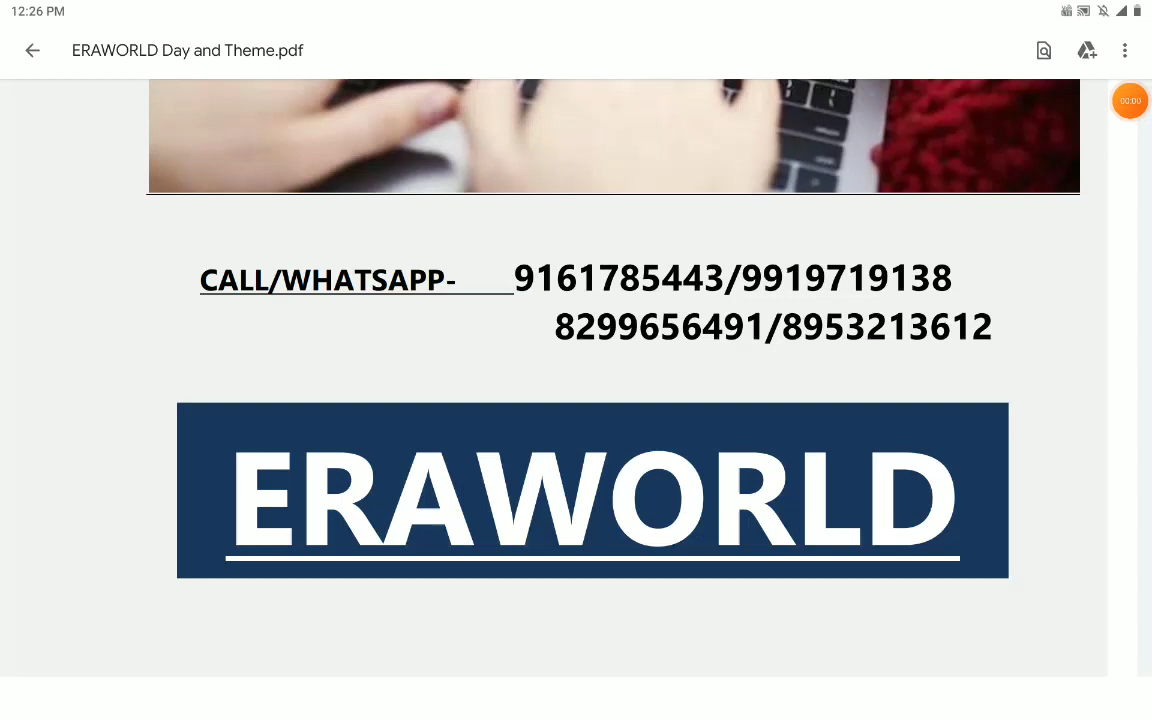 12:26 PM
ERAWORLD Day and Theme.pdf
00:00
CALL/WHATSAPP- 9161785443/9919719138
8299656491/8953213612
ERAWORLD